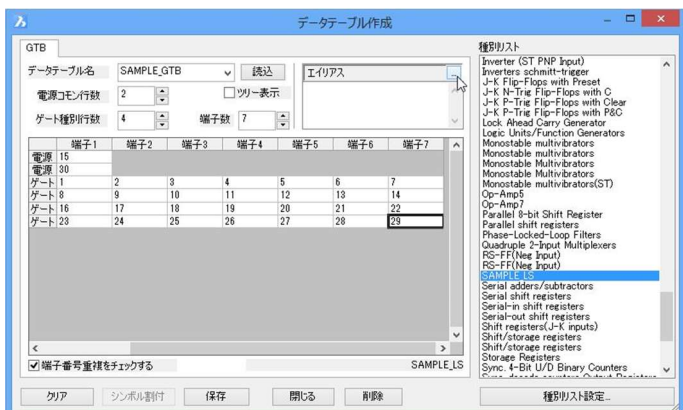 データテーブル作成
GTB
データテーブル名 SAMPLE_GTB 読込
エイリアス ...
電源コモン行数 2 ツリー表示
ゲート種別行数 4 端子数 7
端子1 端子2 端子3 端子4 端子5 端子6 端子7
電源 15
電源 30
ゲート 1 2 3 4 5 6 7
ゲート 8 9 10 11 12 13 14
ゲート 16 17 18 19 20 21 22
ゲート 23 24 25 26 27 28 29
端子番号重複をチェックする SAMPLE_LS
クリア シンボル割付 保存 閉じる 削除
種別リスト
Inverter (ST PNP Input)
Inverters schmitt-trigger
J-K Flip-Flops with Preset
J-K N-Trig Flip-Flops with C
J-K P-Trig Flip-Flops with Clear
J-K P-Trig Flip-Flops with P&C
Lock Ahead Carry Generator
Logic Units/Function Generators
Monostable multivibrators
Monostable multivibrators
Monostable multivibrators
Monostable multivibrators
Monostable multivibrators(ST)
Op-Amp5
Op-Amp7
Parallel 8-bit Shift Register
Parallel shift registers
Phase-Locked-Loop Filters
Quadruple 2-Input Multiplexers
RS-FF(Neg Input)
RS-FF(Neg Input)
SAMPLE_LS
Serial adders/subtractors
Serial shift registers
Serial-in shift registers
Serial-out shift registers
Shift registers(J-K inputs)
Shift/storage registers
Shift/storage registers
Storage Registers
Sync. 4-Bit U/D Binary Counters
種別リスト設定...